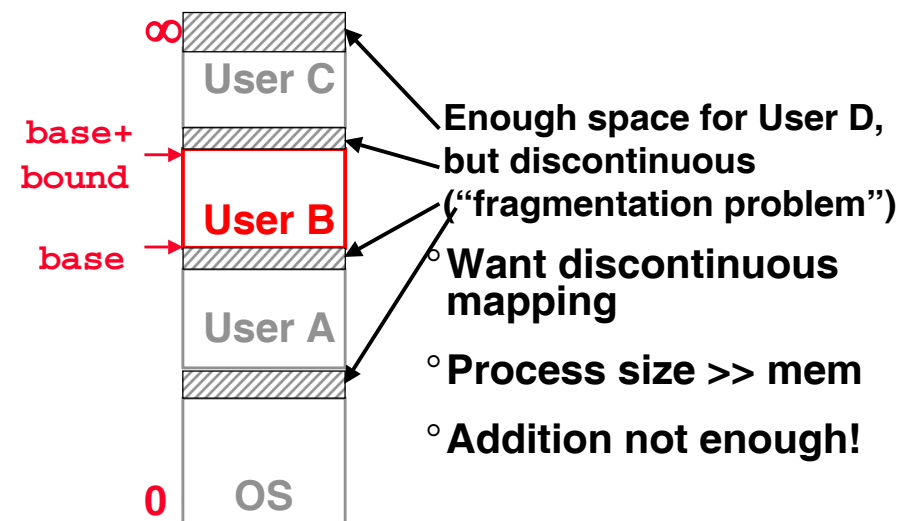 ∞
User C
base+
bound
User B
base
User A
0
OS
Enough space for User D,
but discontinuous
(“fragmentation problem”)
° Want discontinuous
mapping
° Process size >> mem
° Addition not enough!